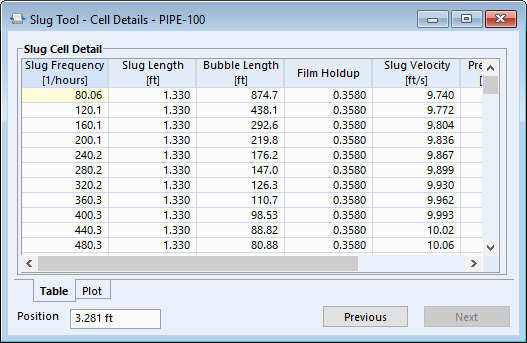 Slug Tool - Cell Details - PIPE-100
Slug Cell Detail
Slug Frequency Slug Length Bubble Length Film Holdup Slug Velocity Pre
[1/hours] [ft] [ft] [ft/s] [
80.06 1.330 874.7 0.3580 9.740
120.1 1.330 438.1 0.3580 9.772
160.1 1.330 292.6 0.3580 9.804
200.1 1.330 219.8 0.3580 9.836
240.2 1.330 176.2 0.3580 9.867
280.2 1.330 147.0 0.3580 9.899
320.2 1.330 126.3 0.3580 9.930
360.3 1.330 110.7 0.3580 9.962
400.3 1.330 98.53 0.3580 9.993
440.3 1.330 88.82 0.3580 10.02
480.3 1.330 80.88 0.3580 10.06
Table Plot
Position 3.281 ft Previous Next